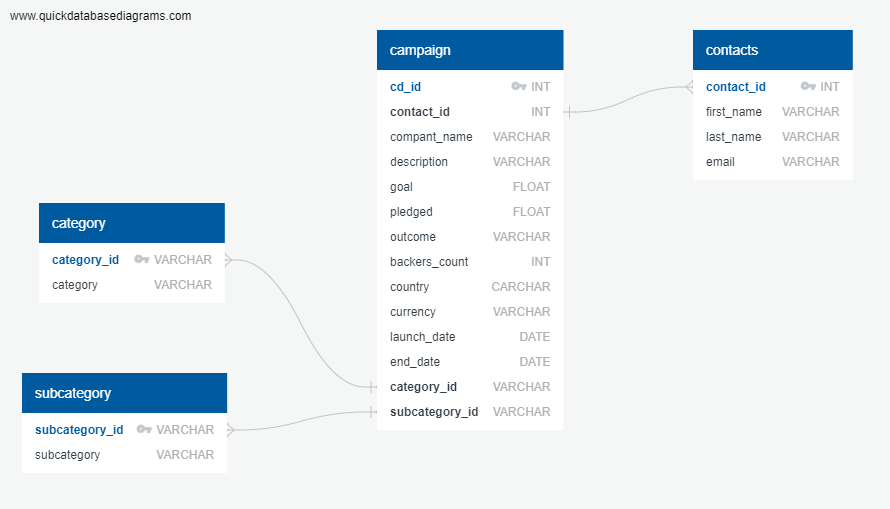 www.quickdatabasediagrams.com
campaign
cd_id INT
contact_id INT
compant_name VARCHAR
description VARCHAR
goal FLOAT
pledged FLOAT
outcome VARCHAR
backers_count INT
country CARCHAR
currency VARCHAR
launch_date DATE
end_date DATE
category_id VARCHAR
subcategory_id VARCHAR
contacts
contact_id INT
first_name VARCHAR
last_name VARCHAR
email VARCHAR
category
category_id VARCHAR
category VARCHAR
subcategory
subcategory_id VARCHAR
subcategory VARCHAR